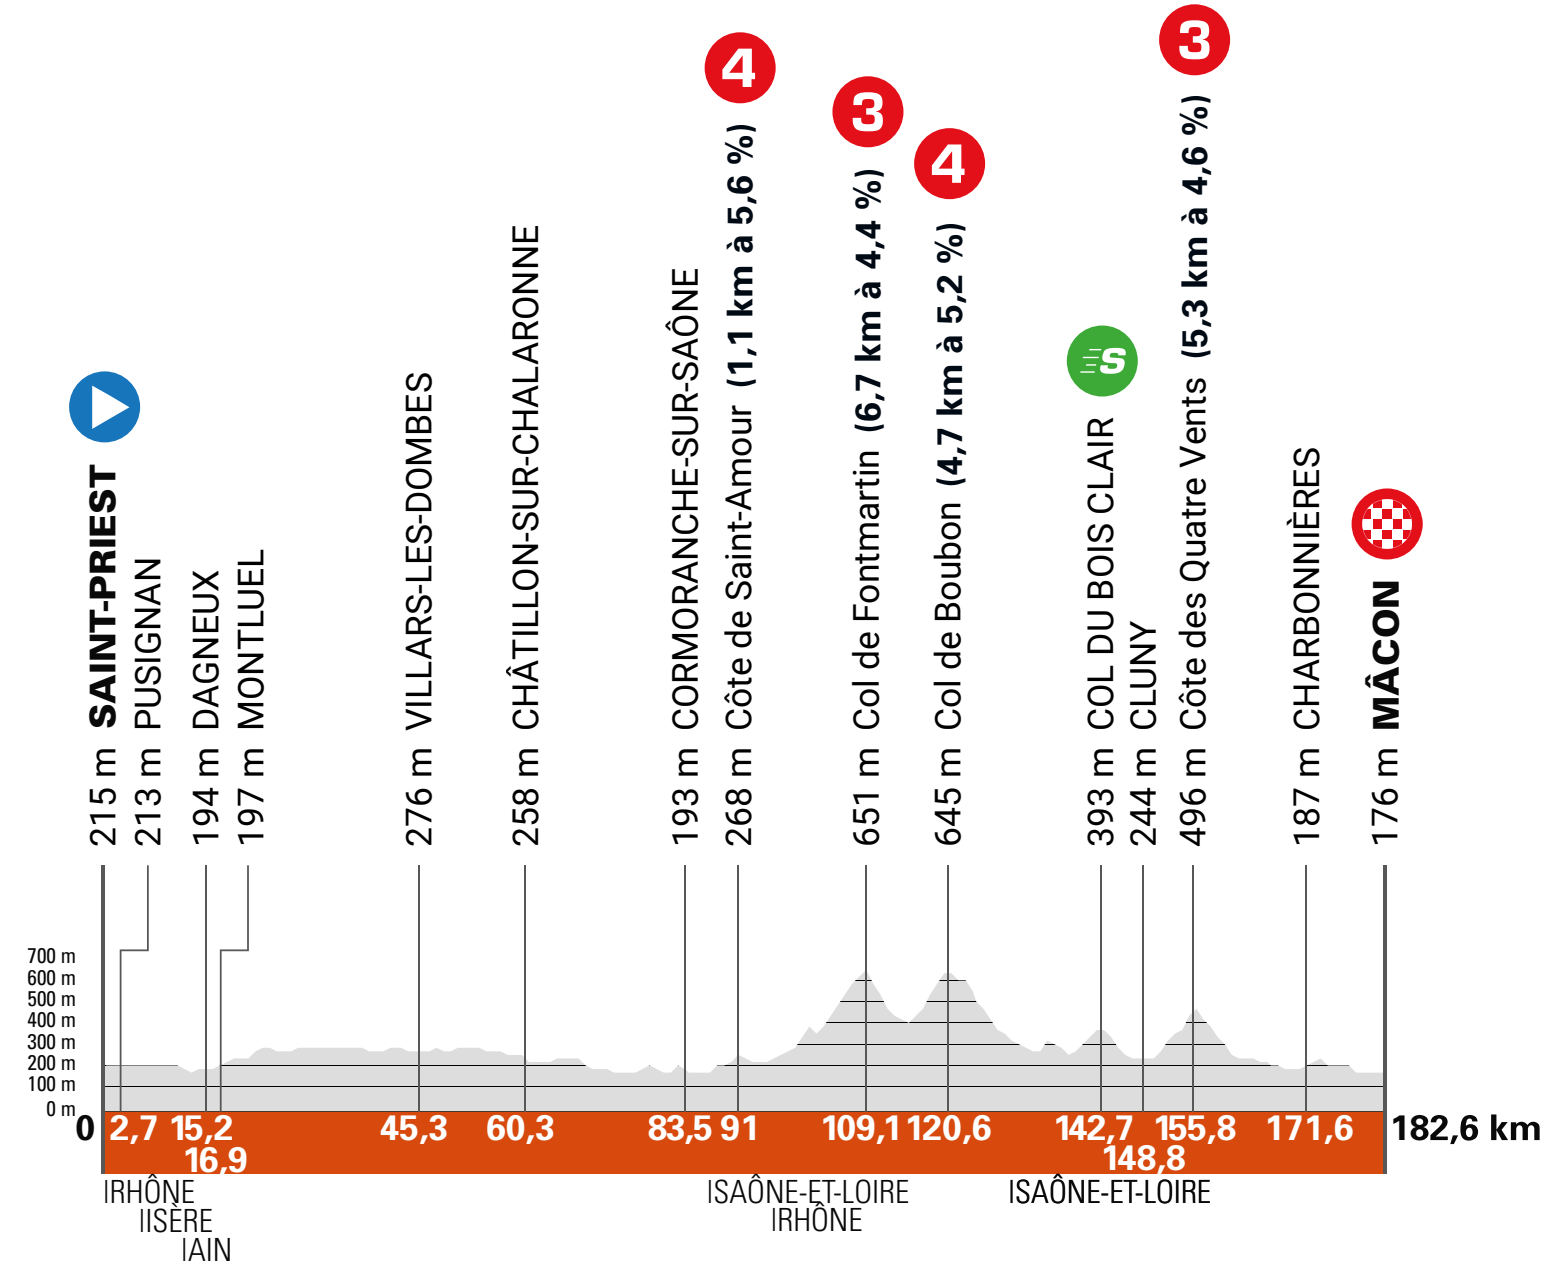 4
3
4
3
S
215 m SAINT-PRIEST
213 m PUSIGNAN
194 m DAGNEUX
197 m MONTLUEL
276 m VILLARS-LES-DOMBES
258 m CHÂTILLON-SUR-CHALARONNE
193 m CORMORANCHE-SUR-SAÔNE
268 m Côte de Saint-Amour (1,1 km à 5,6 %)
651 m Col de Fontmartin (6,7 km à 4,4 %)
645 m Col de Boubon (4,7 km à 5,2 %)
393 m COL DU BOIS CLAIR
244 m CLUNY
496 m Côte des Quatre Vents (5,3 km à 4,6 %)
187 m CHARBONNIÈRES
176 m MÂCON
700 m
600 m
500 m
400 m
300 m
200 m
100 m
0 m
0 2,7 15,2 45,3 60,3 83,5 91 109,1 120,6 142,7 155,8 171,6 182,6 km
16,9 148,8
IRHÔNE ISAÔNE-ET-LOIRE ISAÔNE-ET-LOIRE
IISÈRE IRHÔNE
IAIN